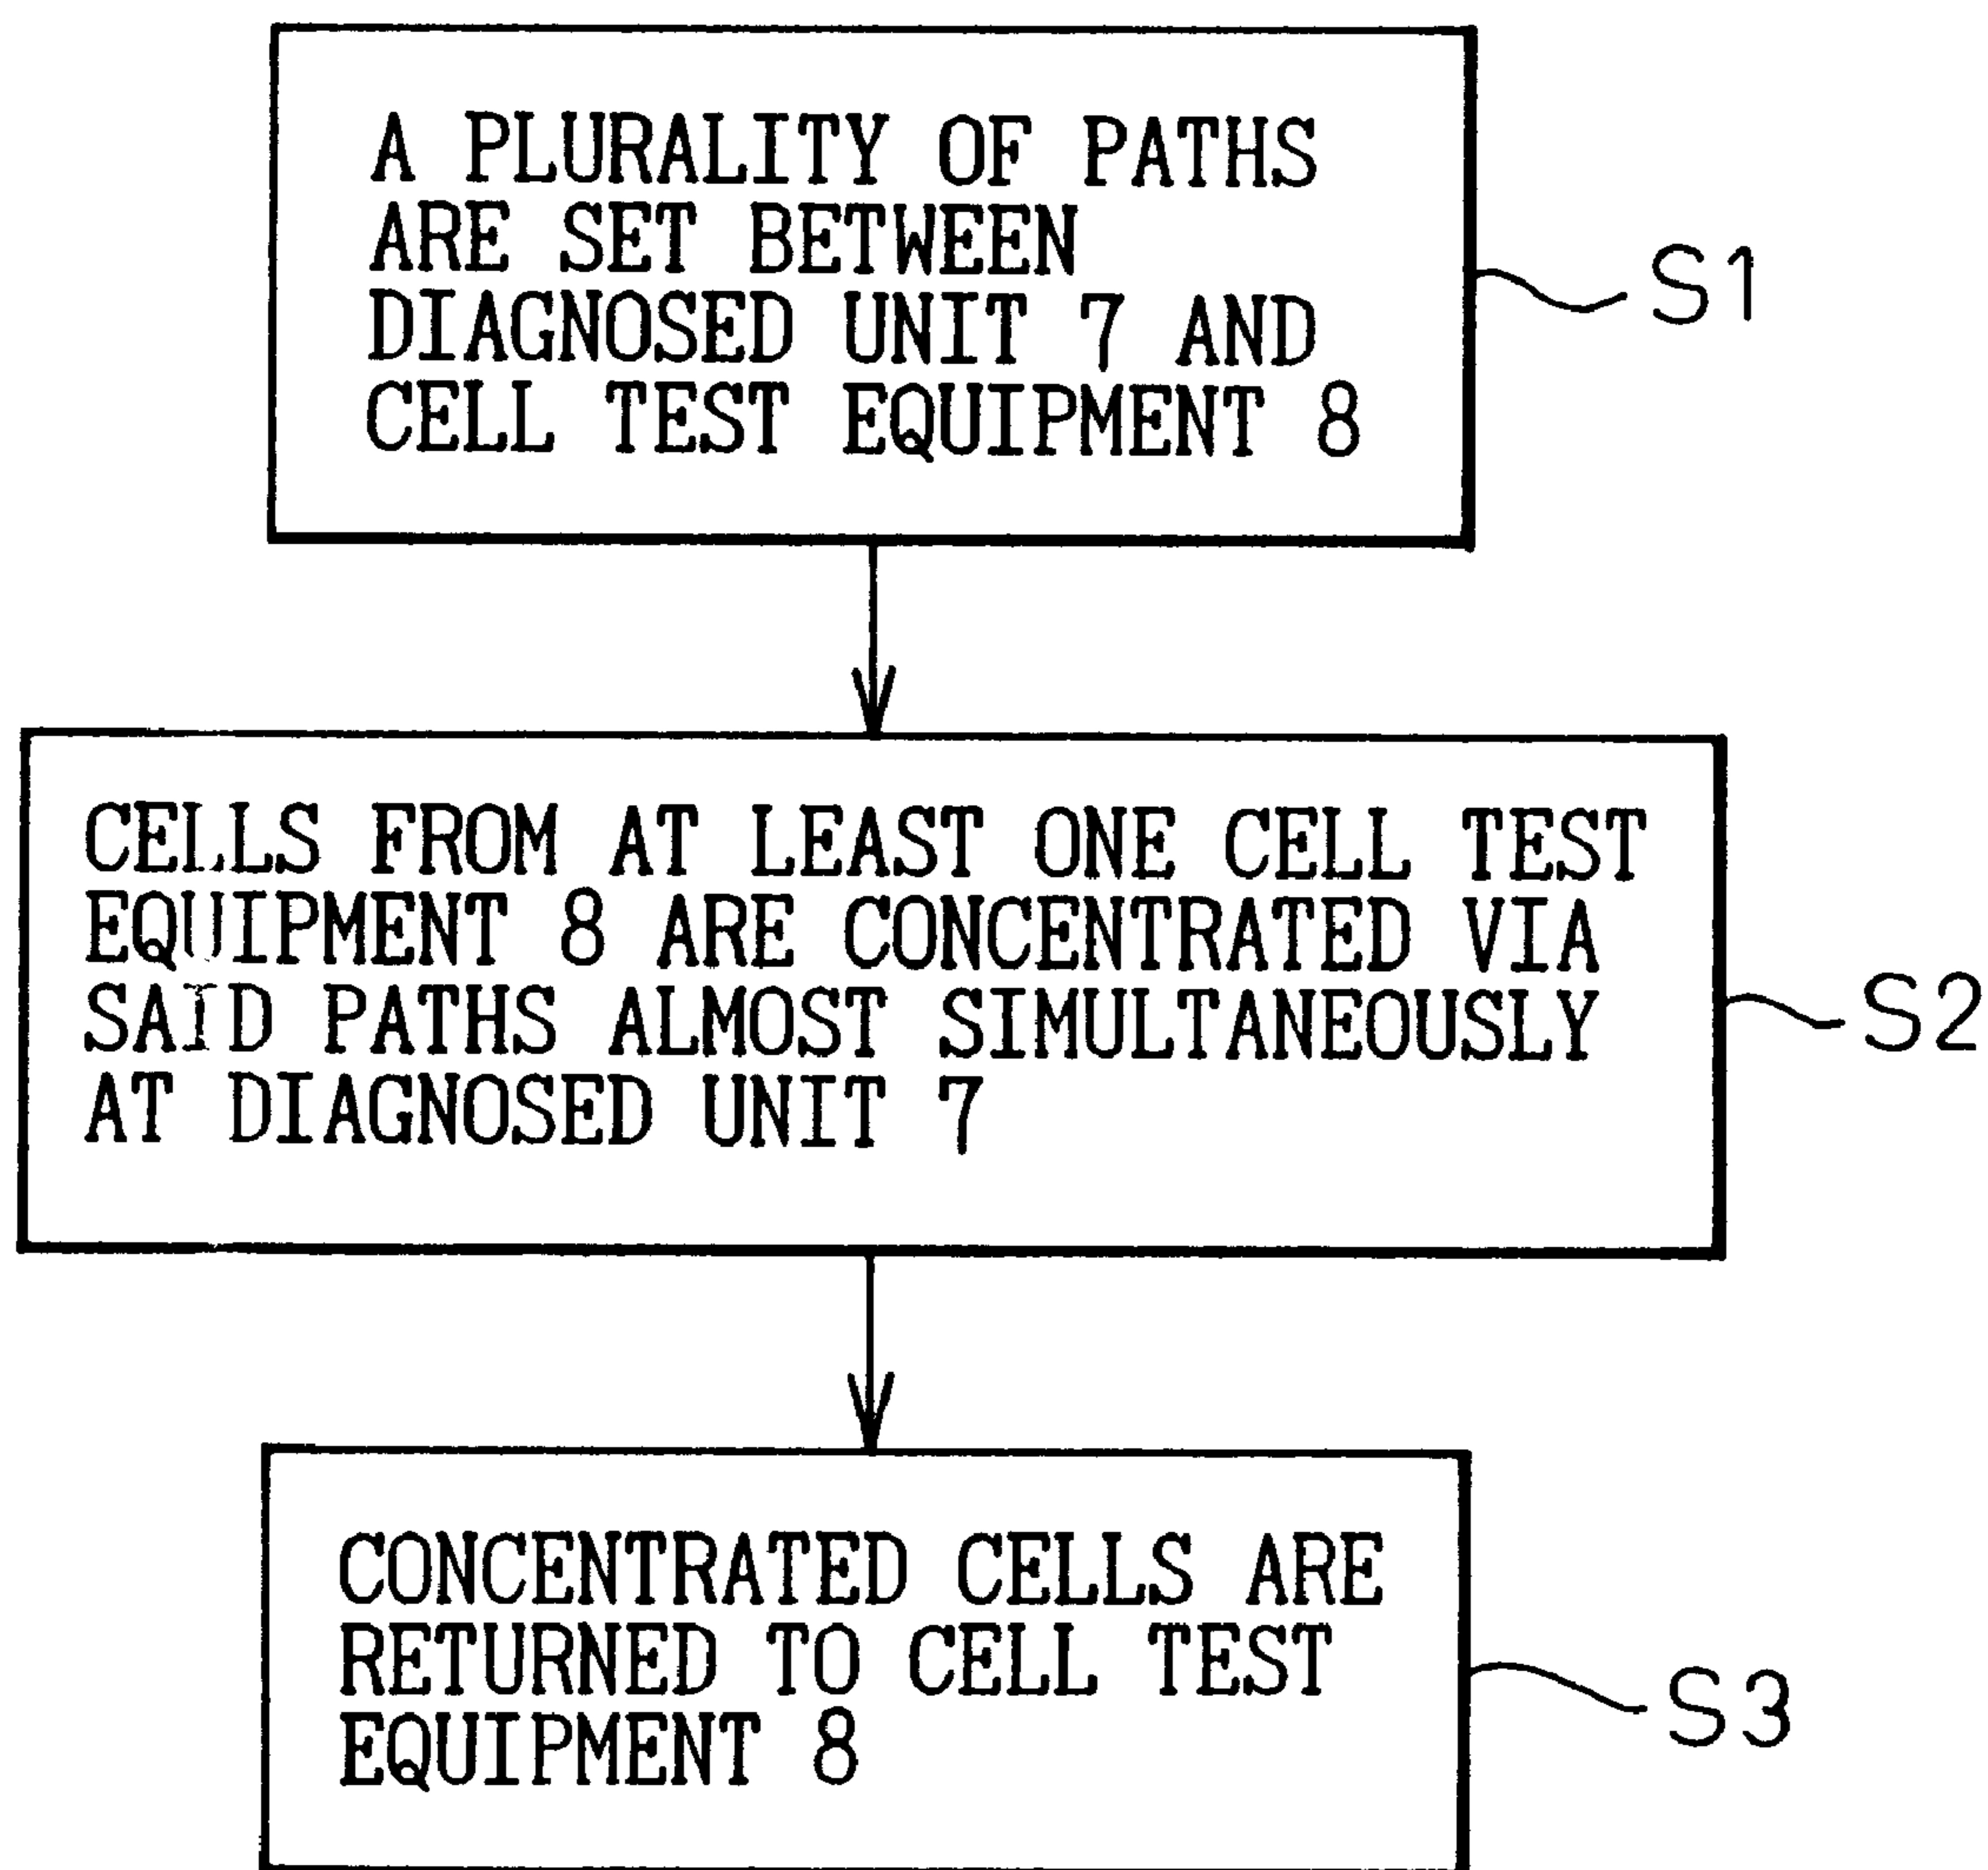 A PLURALITY OF PATHS
ARE SET BETWEEN
DIAGNOSED UNIT 7 AND
CELL TEST EQUIPMENT 8
S1
CELLS FROM AT LEAST ONE CELL TEST
EQUIPMENT 8 ARE CONCENTRATED VIA
SAID PATHS ALMOST SIMULTANEOUSLY
AT DIAGNOSED UNIT 7
S2
CONCENTRATED CELLS ARE
RETURNED TO CELL TEST
EQUIPMENT 8
S3